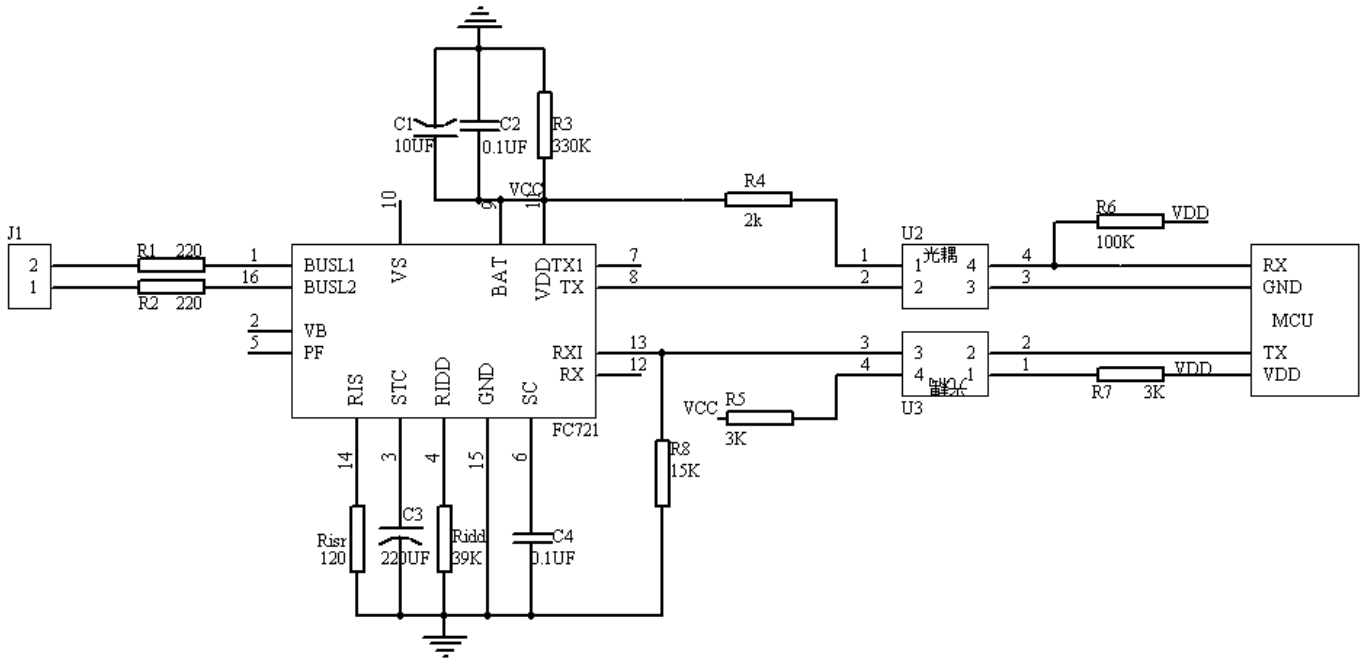 C1
10UF
C2
0.1UF
R3
330K
10
9
VCC
11
R4
2k
R6
VDD
100K
J1
2
1
R1 220
R2 220
1
16
BUSL1
BUSL2
VS
BAT
VDD
TX1
TX
7
8
U2
光耦
1
2
1
2
4
3
4
3
RX
GND
MCU
TX
VDD
2
5
VB
PF
RXI
RX
13
12
3
4
3
4
2
1
光
U3
2
1
VDD
R7 3K
RIS
STC
RIDD
GND
SC
FC721
VCC
R5
3K
14
3
4
15
6
R8
15K
Risr
120
C3
220UF
Ridd
39K
C4
0.1UF